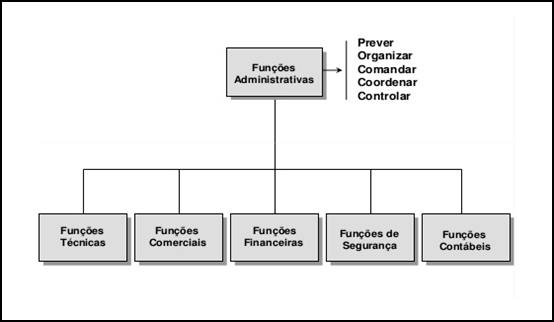 Funções
Administrativas
Prever
Organizar
Comandar
Coordenar
Controlar
Funções
Técnicas
Funções
Comerciais
Funções
Financeiras
Funções de
Segurança
Funções
Contábeis